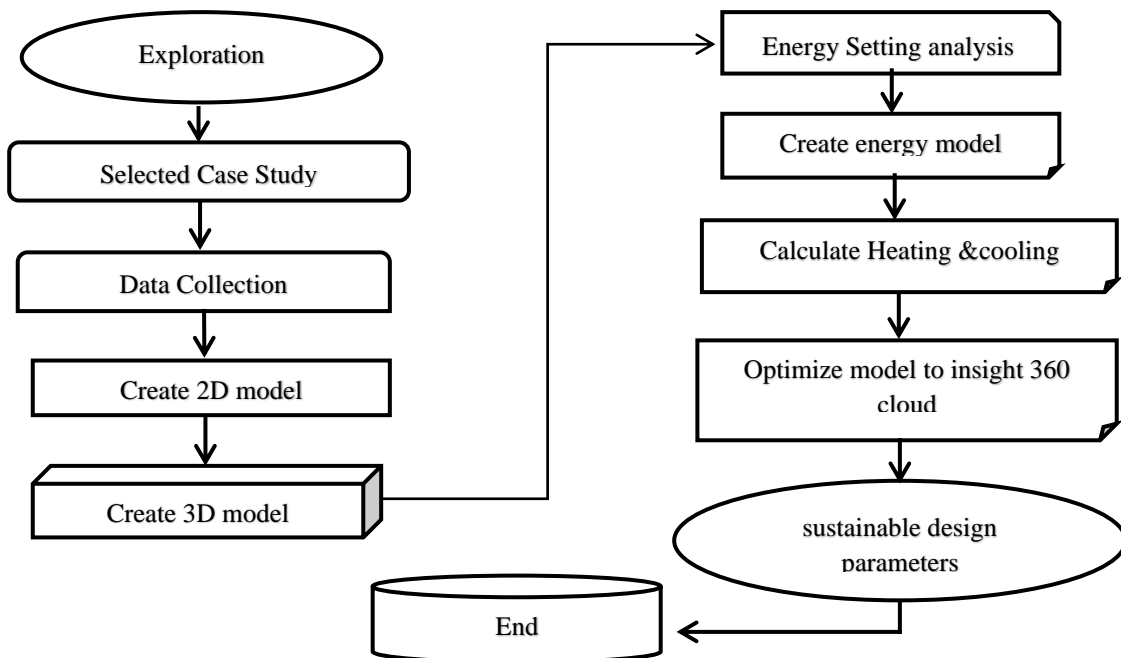 Exploration
Selected Case Study
Data Collection
Create 2D model
Create 3D model
Energy Setting analysis
Create energy model
Calculate Heating &cooling
Optimize model to insight 360
cloud
sustainable design
parameters
End